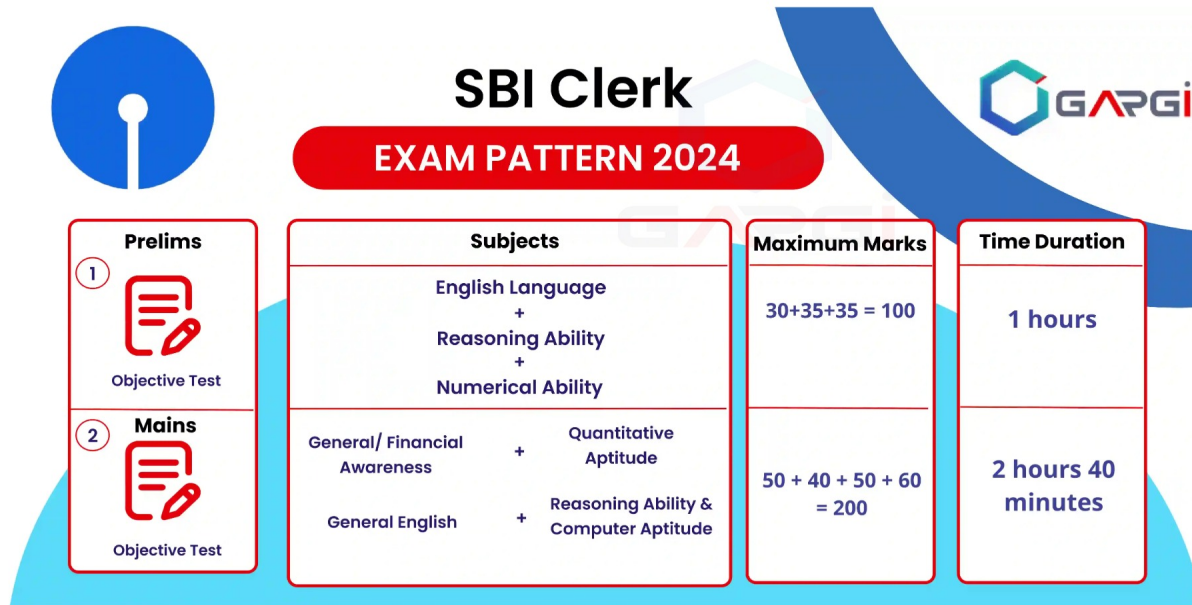 SBI Clerk
GARGI
EXAM PATTERN 2024
GARGI
Prelims
1
Objective Test
Subjects
English Language
+
Reasoning Ability
+
Numerical Ability
Maximum Marks
30+35+35 = 100
Time Duration
1 hours
2
Mains
Objective Test
General/ Financial
Awareness
+
Quantitative
Aptitude
General English
+
Reasoning Ability &
Computer Aptitude
50 + 40 + 50 + 60
= 200
2 hours 40
minutes